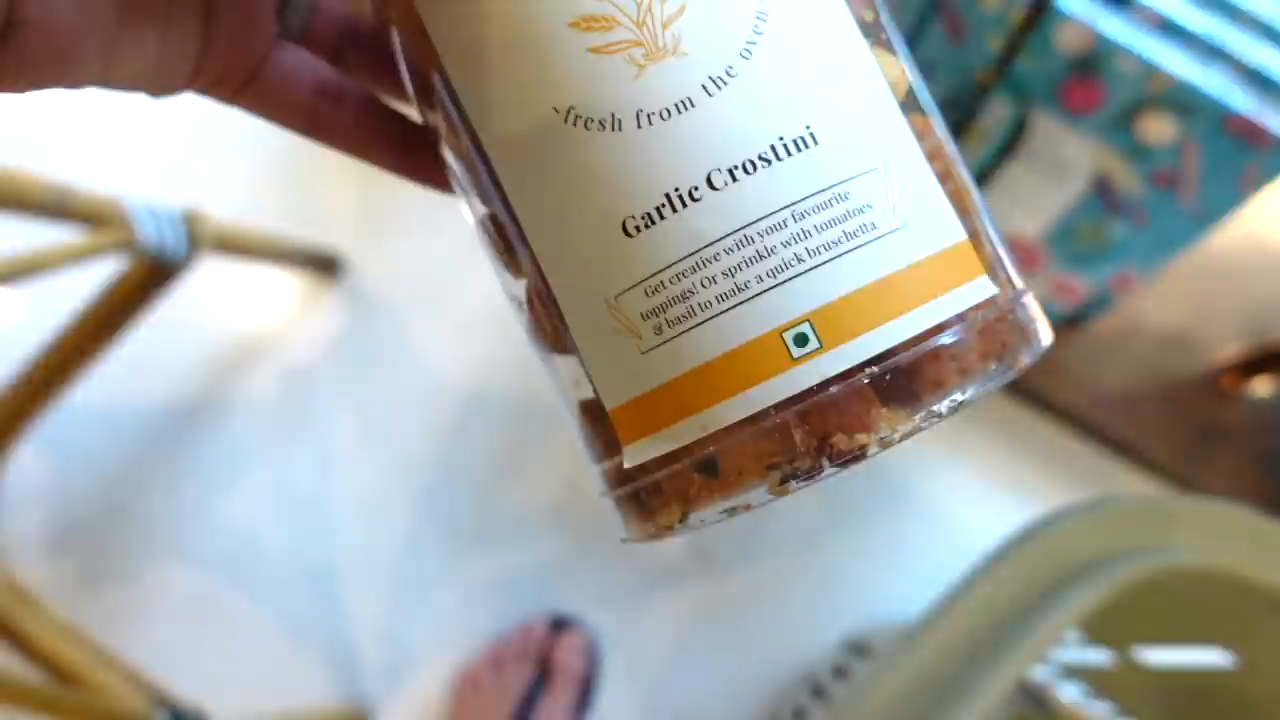 fresh from the oven
Garlic Crostini
Get creative with your favourite
toppings! Or sprinkle with tomatoes
& basil to make a quick bruschetta